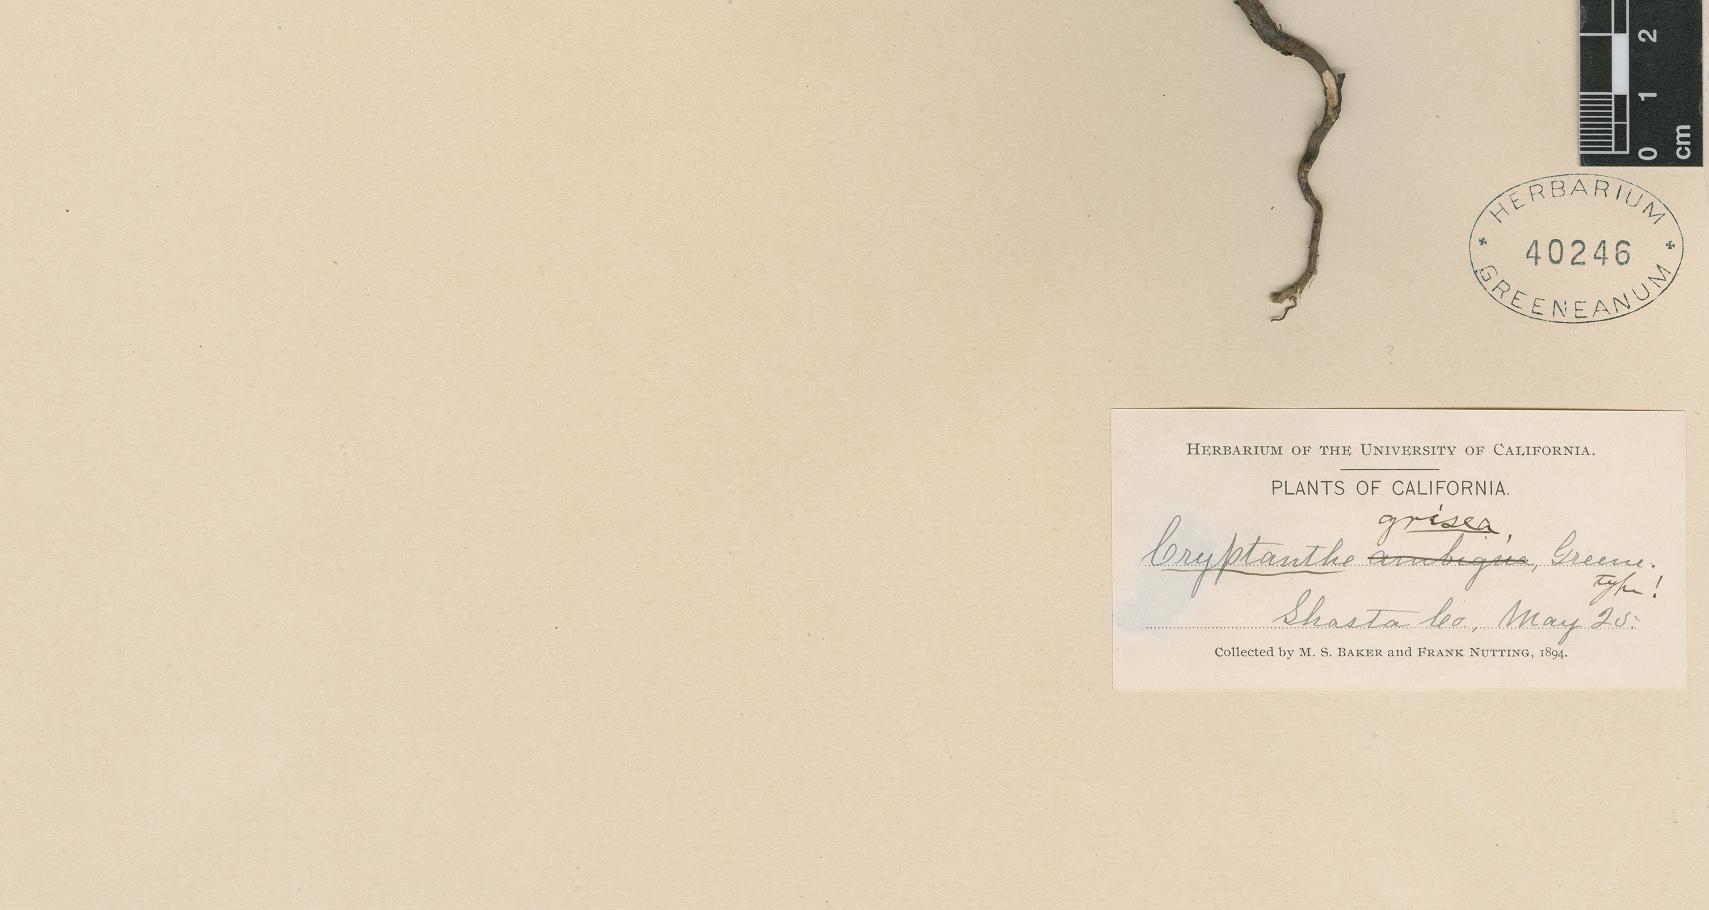 2
1
0
cm
HERBARIUM
40246
GREENEANUM
?
HERBARIUM OF THE UNIVERSITY OF CALIFORNIA.
PLANTS OF CALIFORNIA.
grisea,
Cryptanthe ambigua, Greene.
type!
Shasta Co., May 25.
Collected by M. S. BAKER and FRANK NUTTING, 1894.